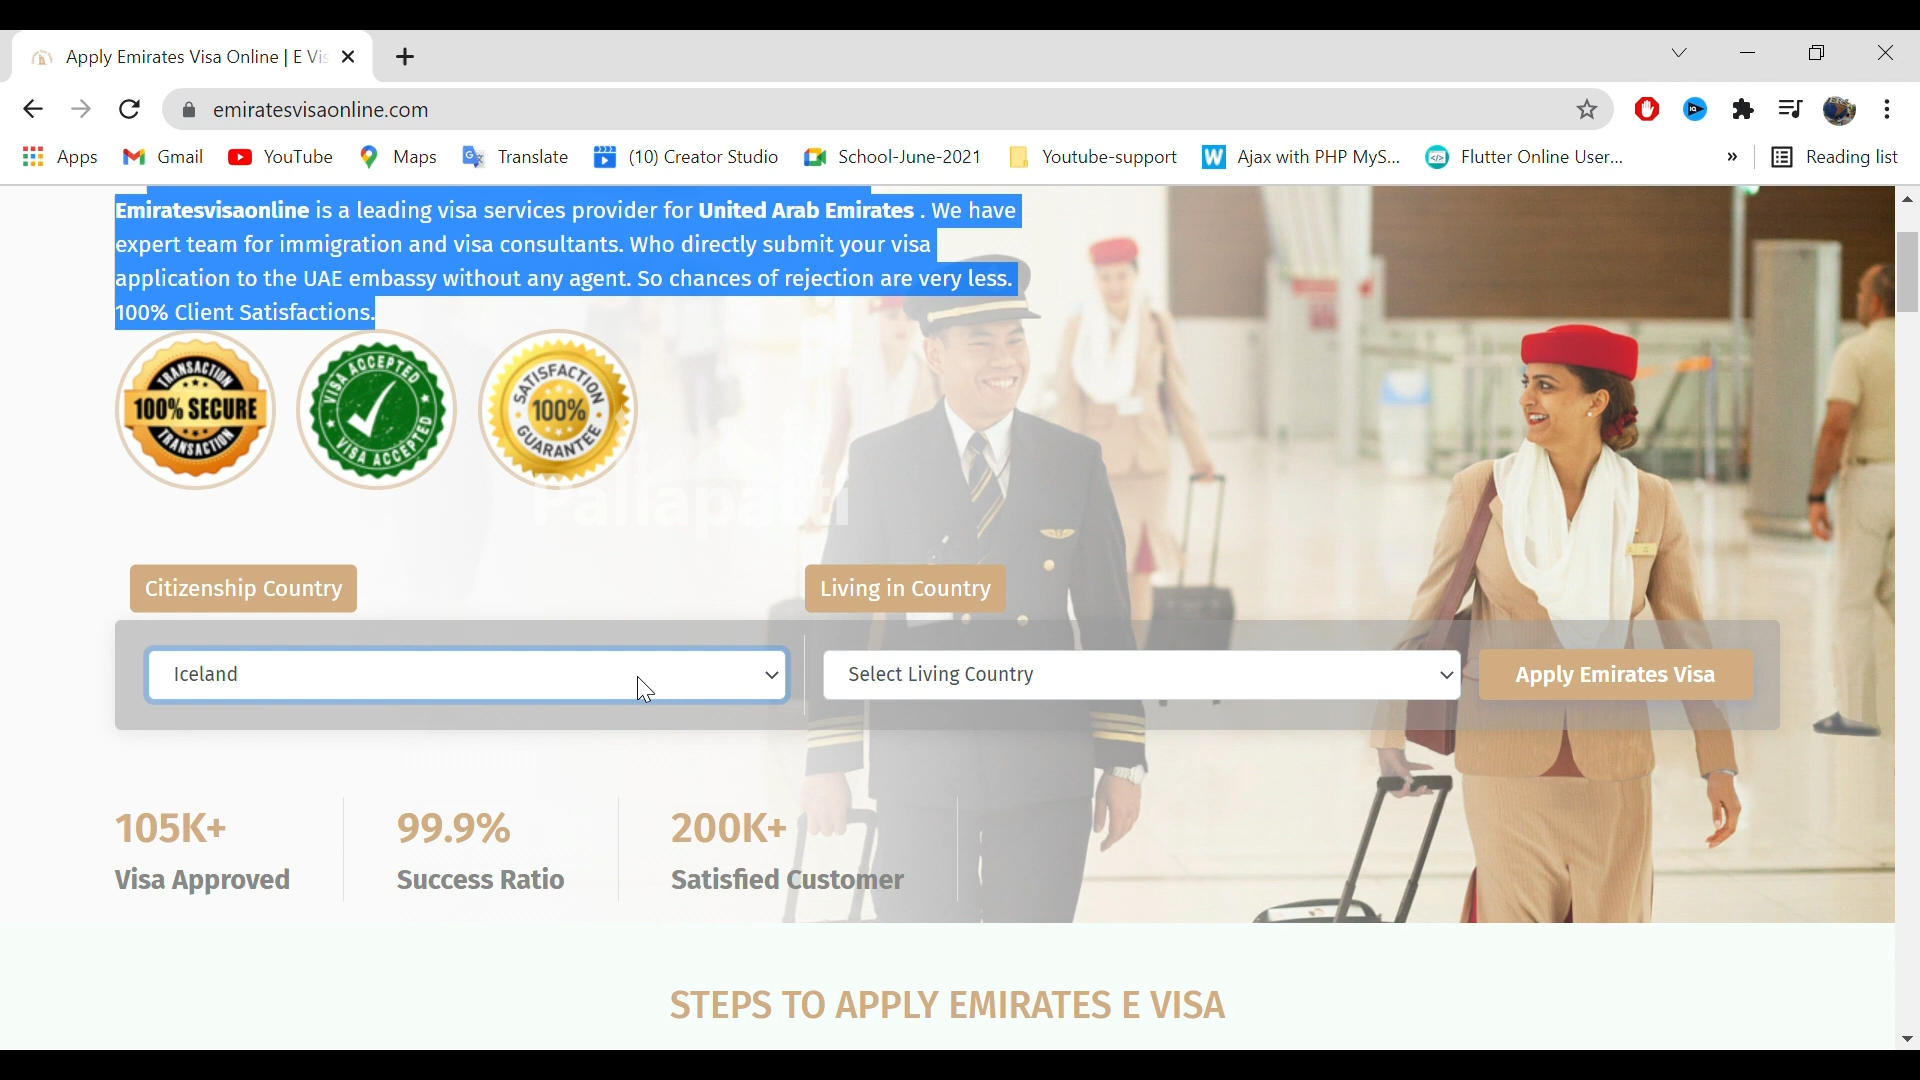 Apply Emirates Visa Online | E Vis
emiratesvisaonline.com
Apps Gmail YouTube Maps Translate (10) Creator Studio School-June-2021 Youtube-support Ajax with PHP MyS... Flutter Online User... » Reading list
Emiratesvisaonline is a leading visa services provider for United Arab Emirates . We have
expert team for immigration and visa consultants. Who directly submit your visa
application to the UAE embassy without any agent. So chances of rejection are very less.
100% Client Satisfactions.
TRANSACTION
100% SECURE
TRANSACTION
VISA ACCEPTED
VISA ACCEPTED
SATISFACTION
100%
GUARANTEE
Pallapatti
Citizenship Country Living in Country
Iceland Select Living Country Apply Emirates Visa
105K+ 99.9% 200K+
Visa Approved Success Ratio Satisfied Customer
STEPS TO APPLY EMIRATES E VISA